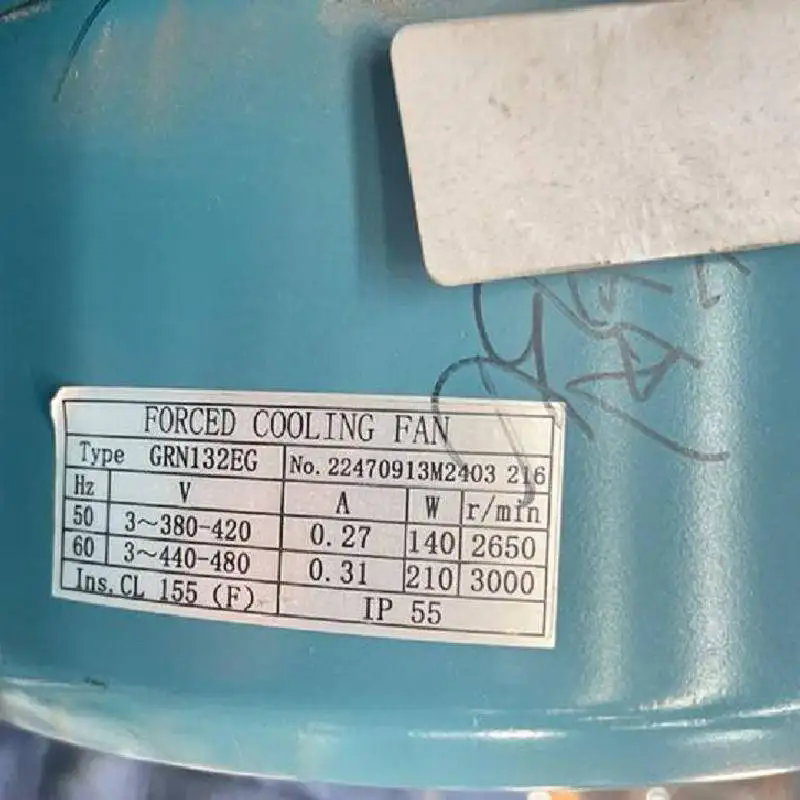 FORCED COOLING FAN
Type GRN132EG No. 22470913M2403 216
Hz V A W r/min
50 3～380-420 0.27 140 2650
60 3～440-480 0.31 210 3000
Ins. CL 155 (F) IP 55